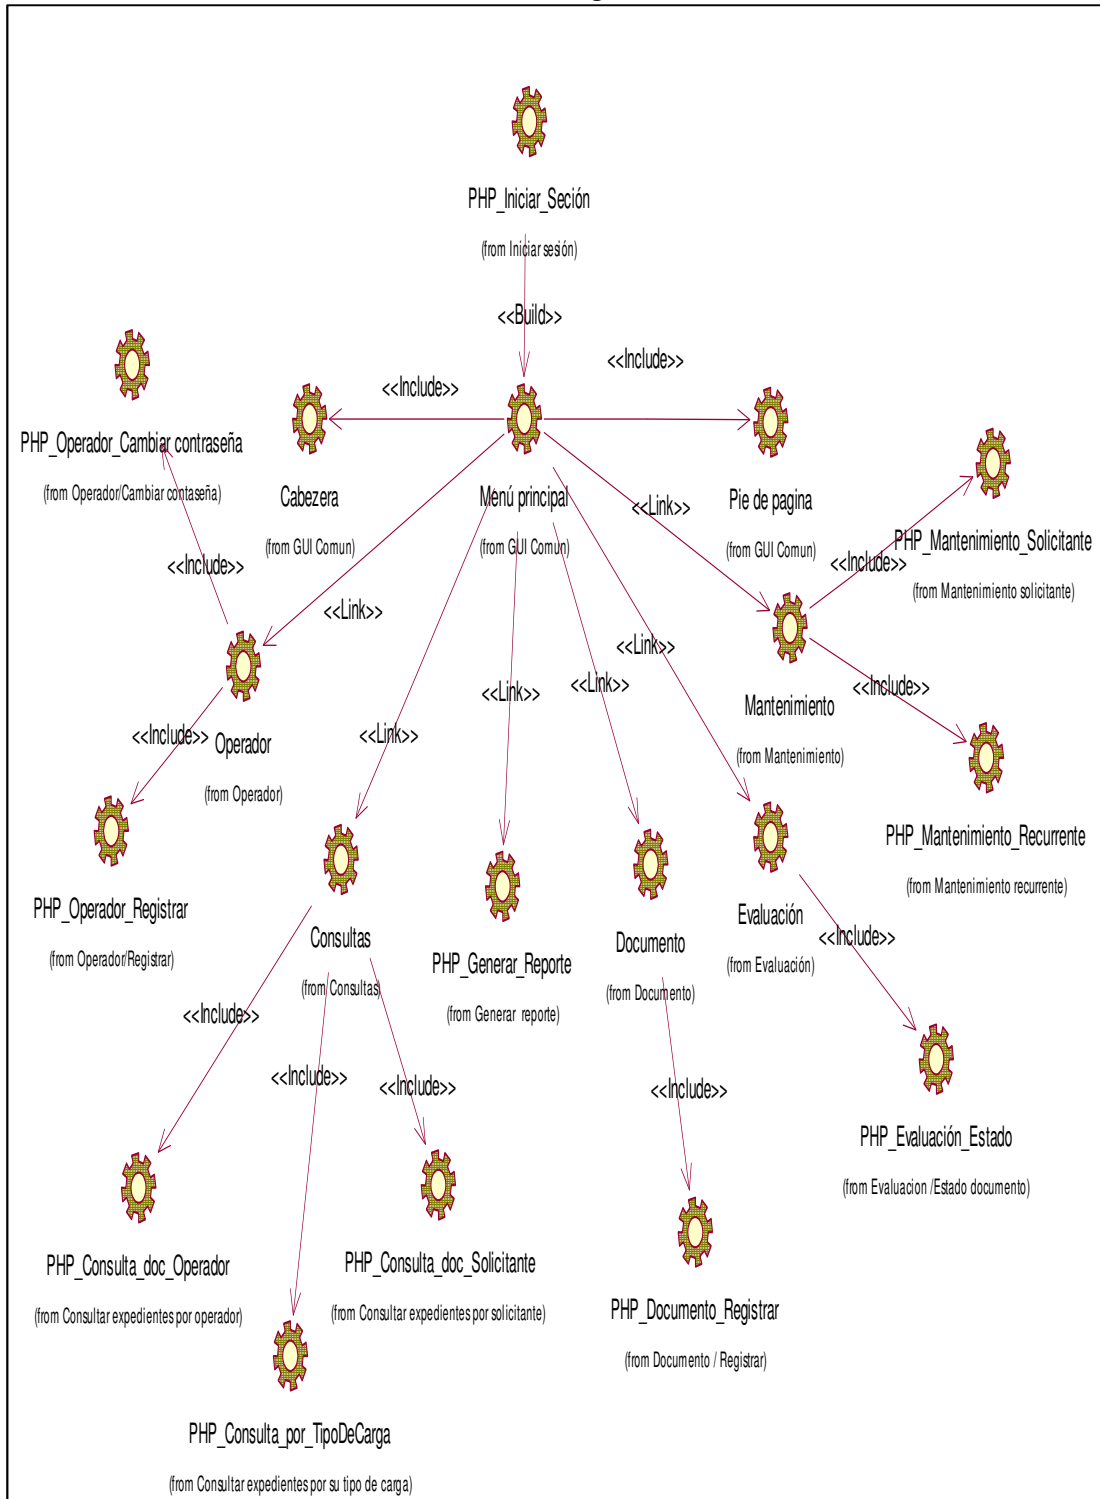 PHP_Iniciar_Seción
(from Iniciar sesión)
<<Build>>
<<Include>>
<<Include>>
PHP_Operador_Cambiar contraseña
(from Operador/Cambiar contaseña)
Cabezera
(from GUI Comun)
Menú principal
(from GUI Comun)
Pie de pagina
(from GUI Comun)
<<Link>>
PHP_Mantenimiento_Solicitante
(from Mantenimiento solicitante)
<<Include>>
<<Include>>
<<Link>>
<<Link>>
<<Link>>
<<Link>>
<<Include>>
Mantenimiento
(from Mantenimiento)
<<Include>>
<<Link>>
Operador
(from Operador)
PHP_Mantenimiento_Recurrente
(from Mantenimiento recurrente)
PHP_Operador_Registrar
(from Operador/Registrar)
Consultas
(from Consultas)
PHP_Generar_Reporte
(from Generar reporte)
Documento
(from Documento)
Evaluación
(from Evaluación)
<<Include>>
<<Include>>
<<Include>>
<<Include>>
<<Include>>
PHP_Evaluación_Estado
(from Evaluacion /Estado documento)
PHP_Consulta_doc_Operador
(from Consultar expedientes por operador)
PHP_Consulta_doc_Solicitante
(from Consultar expedientes por solicitante)
PHP_Documento_Registrar
(from Documento / Registrar)
PHP_Consulta_por_TipoDeCarga
(from Consultar expedientes por su tipo de carga)